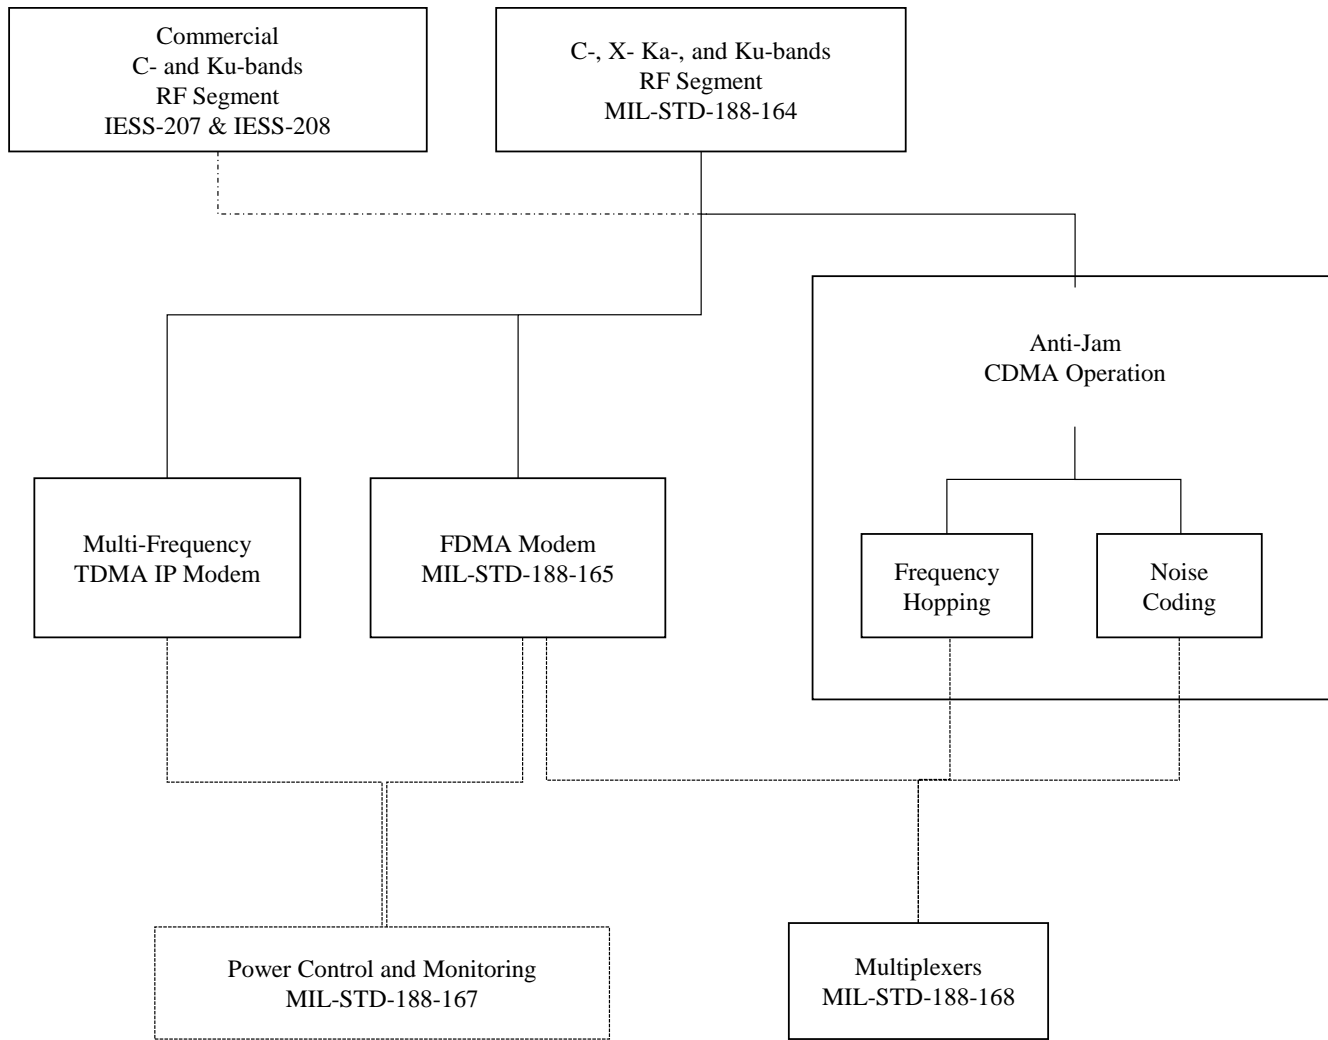 Commercial
C- and Ku-bands
RF Segment
IESS-207 & IESS-208
C-, X- Ka-, and Ku-bands
RF Segment
MIL-STD-188-164
Anti-Jam
CDMA Operation
Multi-Frequency
TDMA IP Modem
FDMA Modem
MIL-STD-188-165
Frequency
Hopping
Noise
Coding
Power Control and Monitoring
MIL-STD-188-167
Multiplexers
MIL-STD-188-168